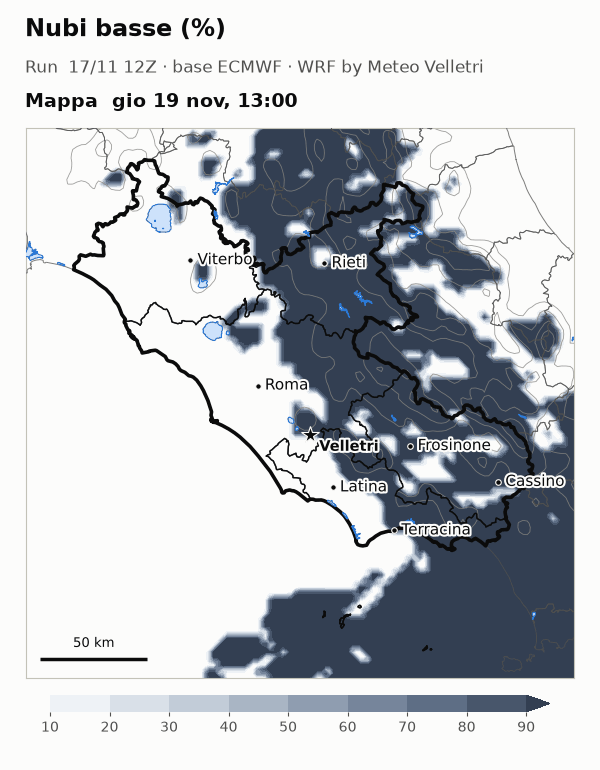 Nubi basse (%)
Run 17/11 12Z · base ECMWF · WRF by Meteo Velletri
Mappa gio 19 nov, 13:00
Viterbo
Rieti
Roma
Velletri
Frosinone
Latina
Cassino
Terracina
50 km
10 20 30 40 50 60 70 80 90